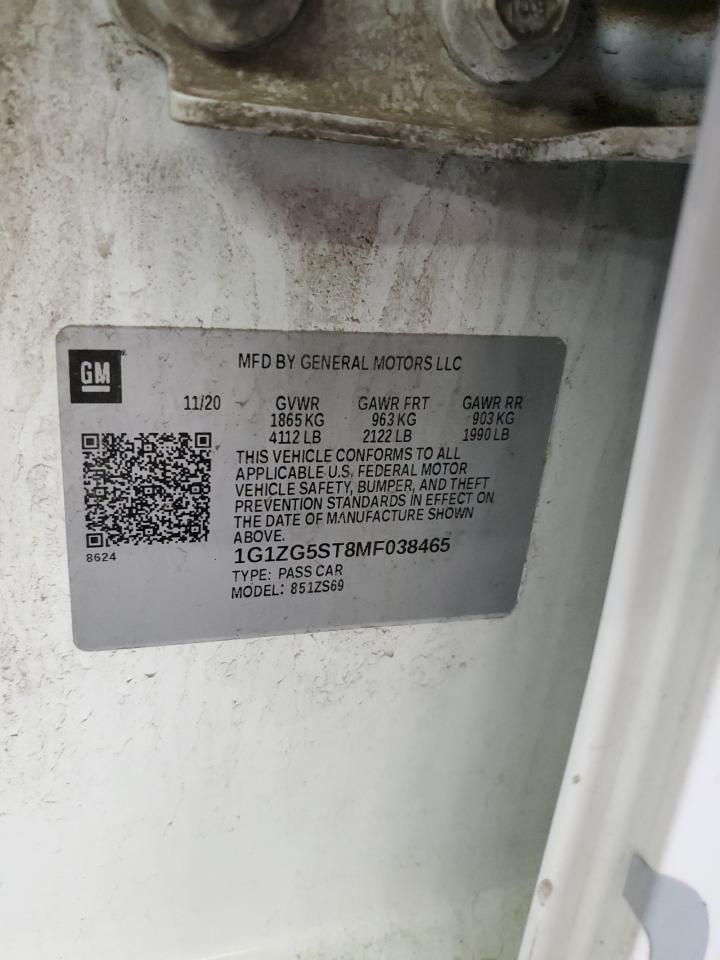 GM
MFD BY GENERAL MOTORS LLC
11/20 GVWR GAWR FRT GAWR RR
1865 KG 963 KG 903 KG
4112 LB 2122 LB 1990 LB
THIS VEHICLE CONFORMS TO ALL
APPLICABLE U.S. FEDERAL MOTOR
VEHICLE SAFETY, BUMPER, AND THEFT
PREVENTION STANDARDS IN EFFECT ON
THE DATE OF MANUFACTURE SHOWN
ABOVE.
8624
1G1ZG5ST8MF038465
TYPE: PASS CAR
MODEL: 851ZS69